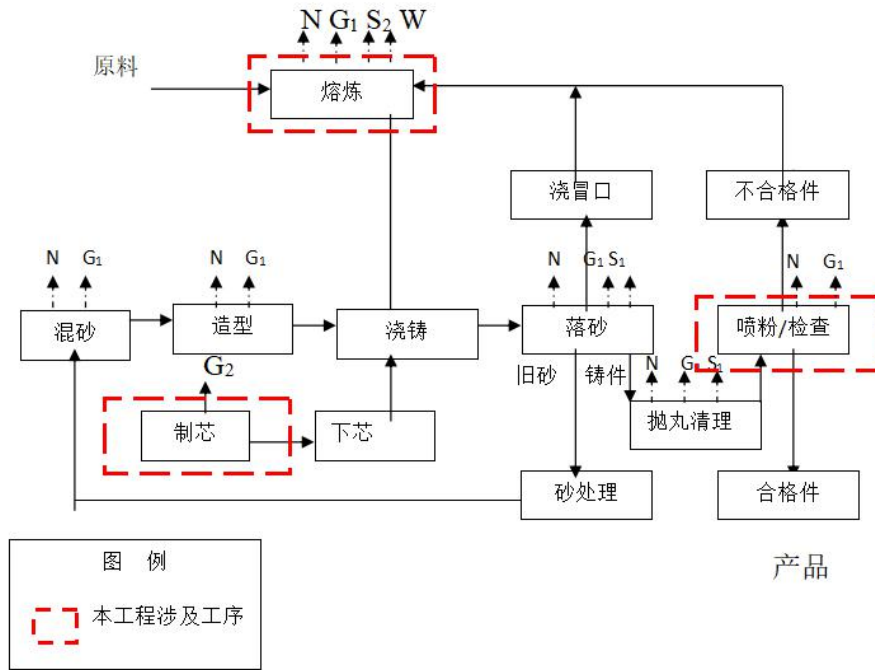 N G₁ S₂ W
原料
熔炼
浇冒口
不合格件
N G₁
N G₁
N G₁ S₁
N G₁
混砂
造型
浇铸
落砂
喷粉/检查
G₂
旧砂
铸件
N G S₁
制芯
下芯
抛丸清理
砂处理
合格件
图 例
产品
本工程涉及工序